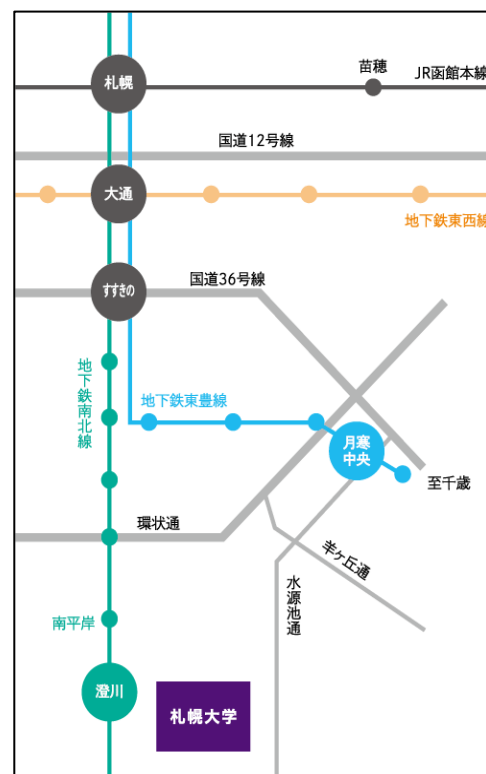 苗穂
札幌
JR函館本線
国道12号線
大通
地下鉄東西線
国道36号線
すすきの
地下鉄南北線
地下鉄東豊線
月寒
中央
至千歳
環状通
羊ヶ丘通
水源池通
南平岸
澄川
札幌大学